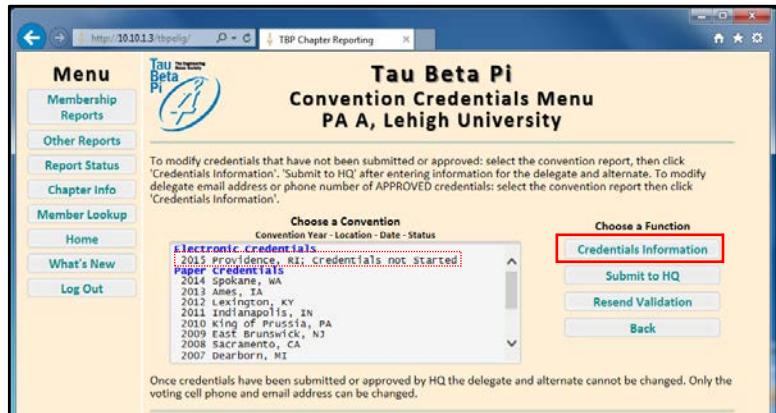 http://10.10.1.3/tbpelig/
TBP Chapter Reporting
Menu
Membership
Reports
Other Reports
Report Status
Chapter Info
Member Lookup
Home
What's New
Log Out
Tau
Beta
Pi
Tau Beta Pi
Convention Credentials Menu
PA A, Lehigh University
To modify credentials that have not been submitted or approved: select the convention report, then click
'Credentials Information'. 'Submit to HQ' after entering information for the delegate and alternate. To modify
delegate email address or phone number of APPROVED credentials: select the convention report then click
'Credentials Information'.
Choose a Convention
Convention Year - Location - Date - Status
Electronic Credentials
2015 Providence, RI; Credentials not Started
Paper Credentials
2014 Spokane, WA
2013 Ames, IA
2012 Lexington, KY
2011 Indianapolis, IN
2010 King of Prussia, PA
2009 East Brunswick, NJ
2008 Sacramento, CA
2007 Dearborn, MI
Choose a Function
Credentials Information
Submit to HQ
Resend Validation
Back
Once credentials have been submitted or approved by HQ the delegate and alternate cannot be changed. Only the
voting cell phone and email address can be changed.